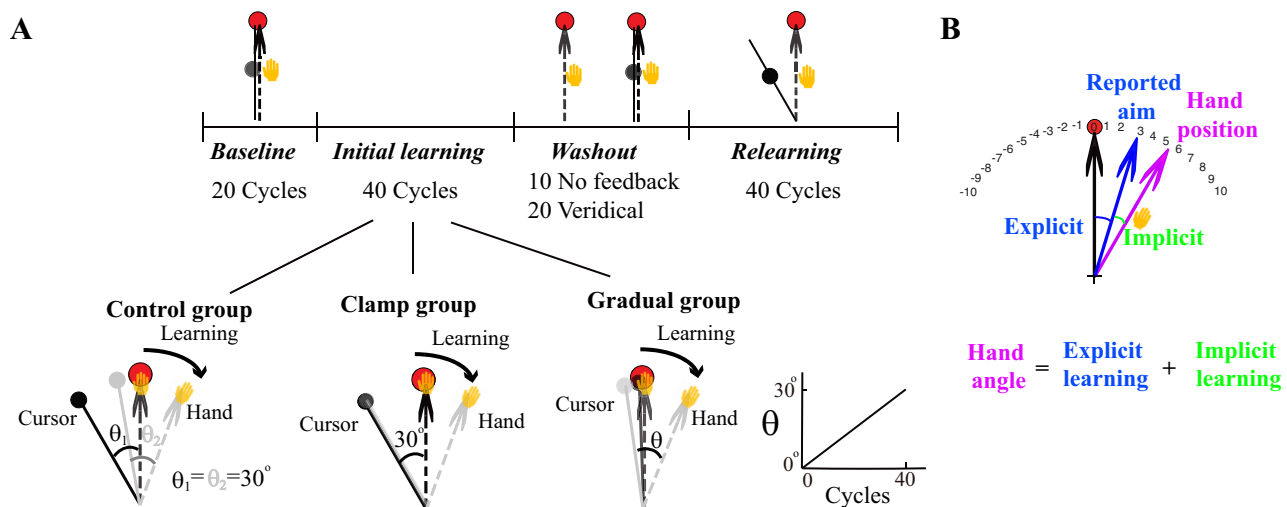 A
Baseline
20 Cycles
Initial learning
40 Cycles
Washout
10 No feedback
20 Veridical
Relearning
40 Cycles
Control group
Learning
Cursor
Hand
θ₁
θ₂
θ₁=θ₂=30°
Clamp group
Learning
Cursor
Hand
30°
Gradual group
Learning
Cursor
Hand
θ
30°
θ
0°
0
40
Cycles
B
Reported
aim
Hand
position
-10 -9 -8 -7 -6 -5 -4 -3 -2 -1 0 1 2 3 4 5 6 7 8 9 10
Explicit
Implicit
Hand angle = Explicit learning + Implicit learning